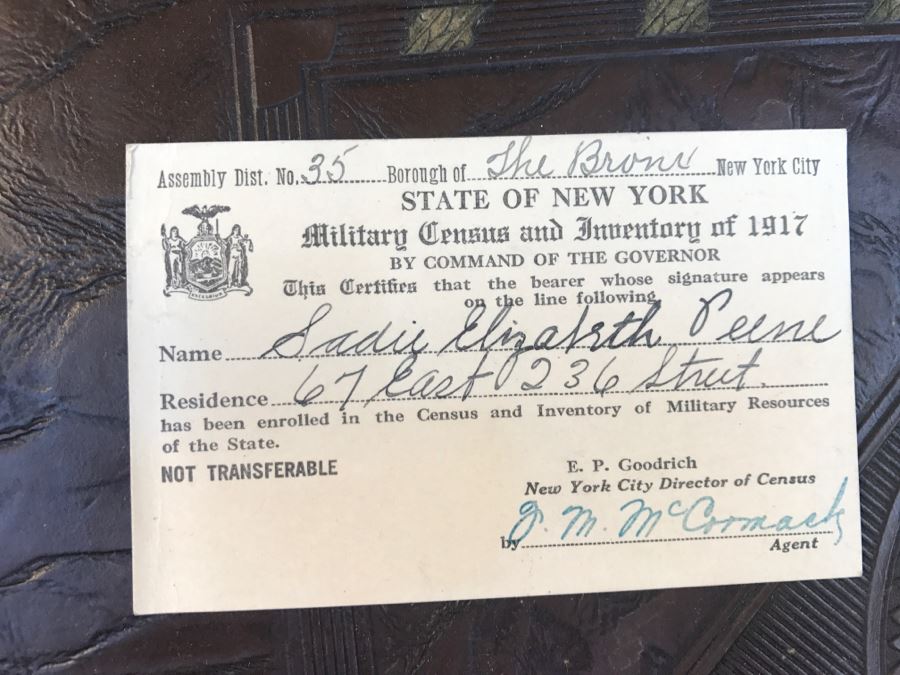 Assembly Dist. No. 35 Borough of The Bronx New York City
STATE OF NEW YORK
Military Census and Inventory of 1917
BY COMMAND OF THE GOVERNOR
This Certifies that the bearer whose signature appears
on the line following
Name Sadie Elizabeth Peene
Residence 67 East 236 Street.
has been enrolled in the Census and Inventory of Military Resources
of the State.
NOT TRANSFERABLE
E. P. Goodrich
New York City Director of Census
by J. M. McCormack
Agent
EXCELSIOR